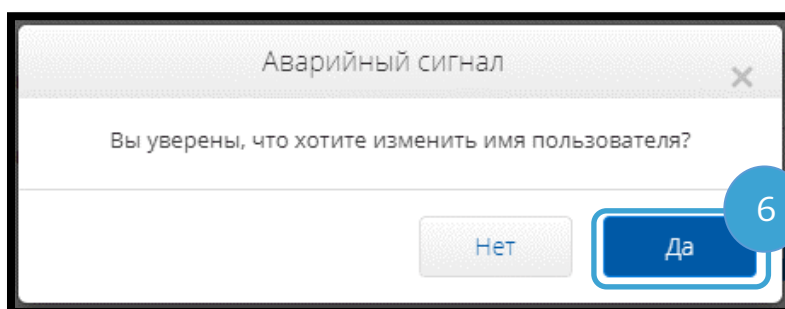 Аварийный сигнал
×
Вы уверены, что хотите изменить имя пользователя?
6
Нет Да